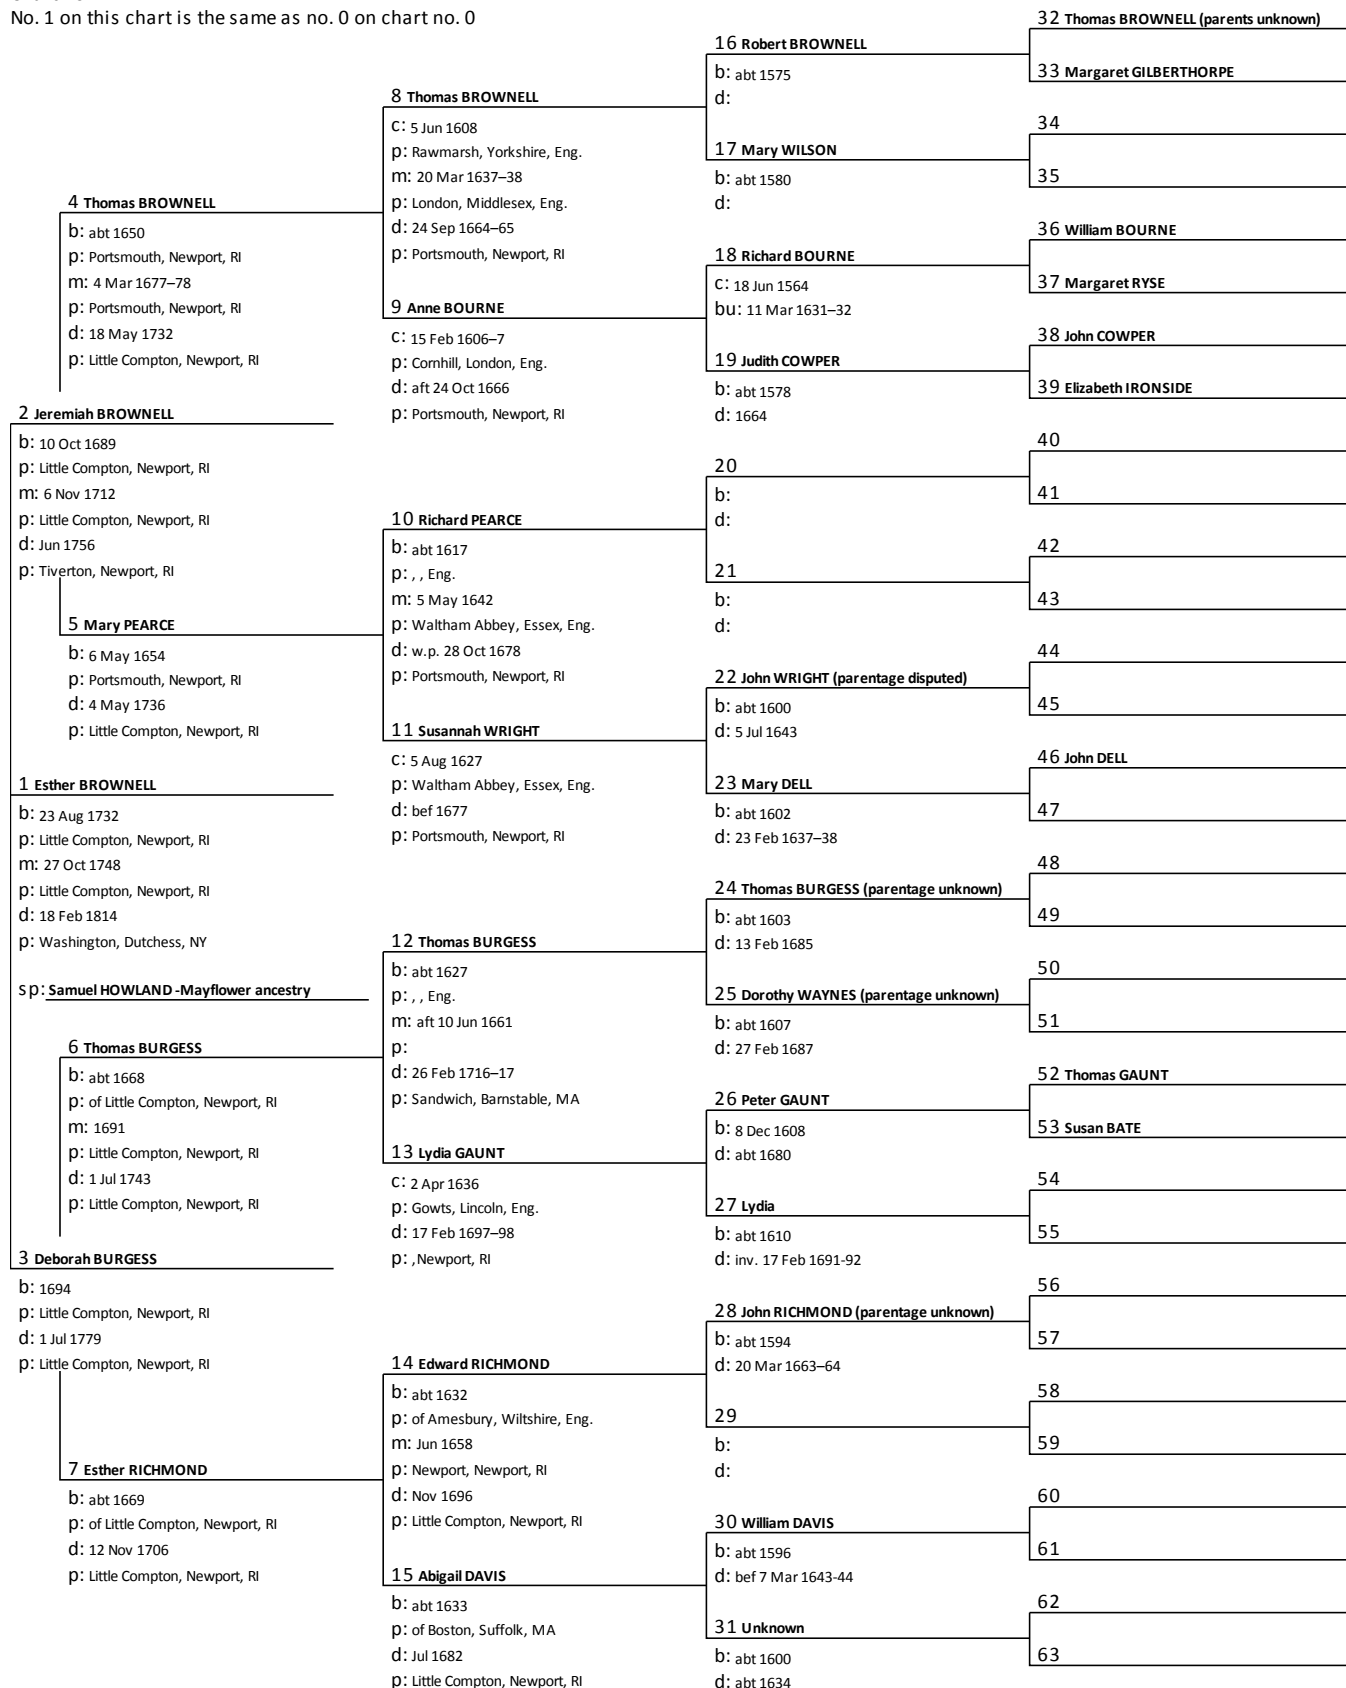 No. 1 on this chart is the same as no. 0 on chart no. 0
1 Esther BROWNELL
b: 23 Aug 1732
p: Little Compton, Newport, RI
m: 27 Oct 1748
p: Little Compton, Newport, RI
d: 18 Feb 1814
p: Washington, Dutchess, NY
sp: Samuel HOWLAND -Mayflower ancestry
2 Jeremiah BROWNELL
b: 10 Oct 1689
p: Little Compton, Newport, RI
m: 6 Nov 1712
p: Little Compton, Newport, RI
d: Jun 1756
p: Tiverton, Newport, RI
3 Deborah BURGESS
b: 1694
p: Little Compton, Newport, RI
d: 1 Jul 1779
p: Little Compton, Newport, RI
4 Thomas BROWNELL
b: abt 1650
p: Portsmouth, Newport, RI
m: 4 Mar 1677–78
p: Portsmouth, Newport, RI
d: 18 May 1732
p: Little Compton, Newport, RI
5 Mary PEARCE
b: 6 May 1654
p: Portsmouth, Newport, RI
d: 4 May 1736
p: Little Compton, Newport, RI
6 Thomas BURGESS
b: abt 1668
p: of Little Compton, Newport, RI
m: 1691
p: Little Compton, Newport, RI
d: 1 Jul 1743
p: Little Compton, Newport, RI
7 Esther RICHMOND
b: abt 1669
p: of Little Compton, Newport, RI
d: 12 Nov 1706
p: Little Compton, Newport, RI
8 Thomas BROWNELL
c: 5 Jun 1608
p: Rawmarsh, Yorkshire, Eng.
m: 20 Mar 1637–38
p: London, Middlesex, Eng.
d: 24 Sep 1664–65
p: Portsmouth, Newport, RI
9 Anne BOURNE
c: 15 Feb 1606–7
p: Cornhill, London, Eng.
d: aft 24 Oct 1666
p: Portsmouth, Newport, RI
10 Richard PEARCE
b: abt 1617
p: , , Eng.
m: 5 May 1642
p: Waltham Abbey, Essex, Eng.
d: w.p. 28 Oct 1678
p: Portsmouth, Newport, RI
11 Susannah WRIGHT
c: 5 Aug 1627
p: Waltham Abbey, Essex, Eng.
d: bef 1677
p: Portsmouth, Newport, RI
12 Thomas BURGESS
b: abt 1627
p: , , Eng.
m: aft 10 Jun 1661
p:
d: 26 Feb 1716–17
p: Sandwich, Barnstable, MA
13 Lydia GAUNT
c: 2 Apr 1636
p: Gowts, Lincoln, Eng.
d: 17 Feb 1697–98
p: ,Newport, RI
14 Edward RICHMOND
b: abt 1632
p: of Amesbury, Wiltshire, Eng.
m: Jun 1658
p: Newport, Newport, RI
d: Nov 1696
p: Little Compton, Newport, RI
15 Abigail DAVIS
b: abt 1633
p: of Boston, Suffolk, MA
d: Jul 1682
p: Little Compton, Newport, RI
16 Robert BROWNELL
b: abt 1575
d:
17 Mary WILSON
b: abt 1580
d:
18 Richard BOURNE
c: 18 Jun 1564
bu: 11 Mar 1631–32
19 Judith COWPER
b: abt 1578
d: 1664
20
b:
d:
21
b:
d:
22 John WRIGHT (parentage disputed)
b: abt 1600
d: 5 Jul 1643
23 Mary DELL
b: abt 1602
d: 23 Feb 1637–38
24 Thomas BURGESS (parentage unknown)
b: abt 1603
d: 13 Feb 1685
25 Dorothy WAYNES (parentage unknown)
b: abt 1607
d: 27 Feb 1687
26 Peter GAUNT
b: 8 Dec 1608
d: abt 1680
27 Lydia
b: abt 1610
d: inv. 17 Feb 1691-92
28 John RICHMOND (parentage unknown)
b: abt 1594
d: 20 Mar 1663–64
29
b:
d:
30 William DAVIS
b: abt 1596
d: bef 7 Mar 1643-44
31 Unknown
b: abt 1600
d: abt 1634
32 Thomas BROWNELL (parents unknown)
33 Margaret GILBERTHORPE
34
35
36 William BOURNE
37 Margaret RYSE
38 John COWPER
39 Elizabeth IRONSIDE
40
41
42
43
44
45
46 John DELL
47
48
49
50
51
52 Thomas GAUNT
53 Susan BATE
54
55
56
57
58
59
60
61
62
63